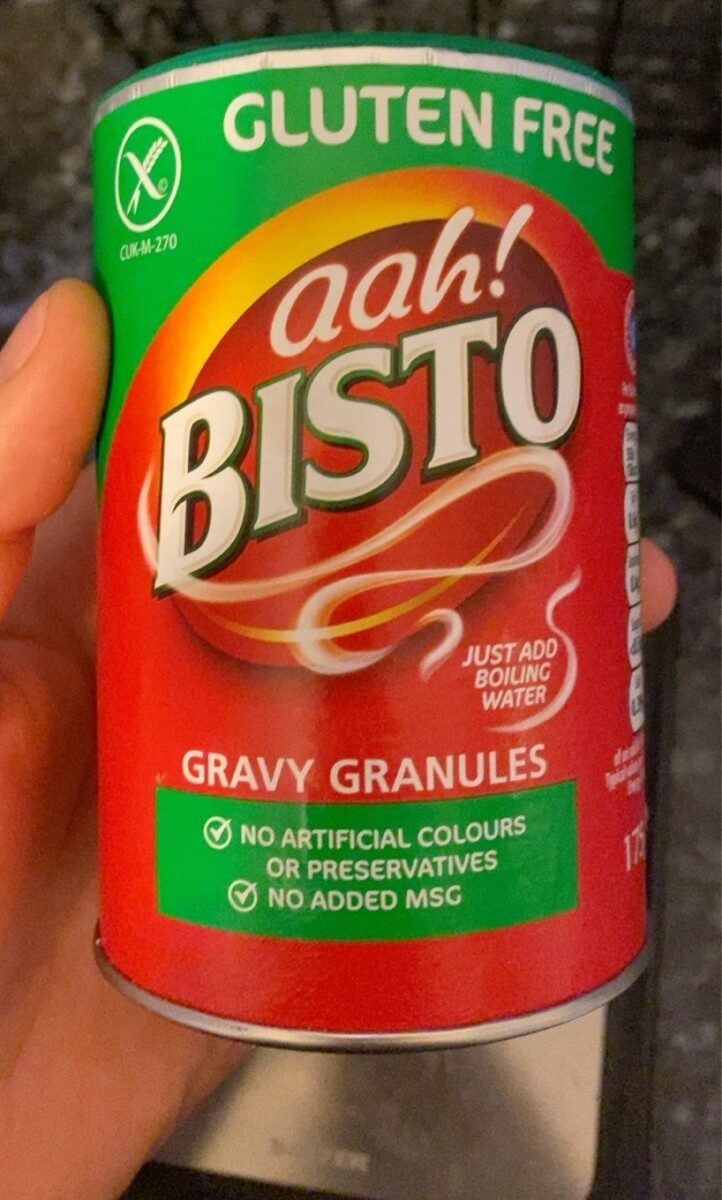 GLUTEN FREE
CUK-M-270
aah!
BISTO
JUST ADD
BOILING
WATER
GRAVY GRANULES
NO ARTIFICIAL COLOURS
OR PRESERVATIVES
NO ADDED MSG